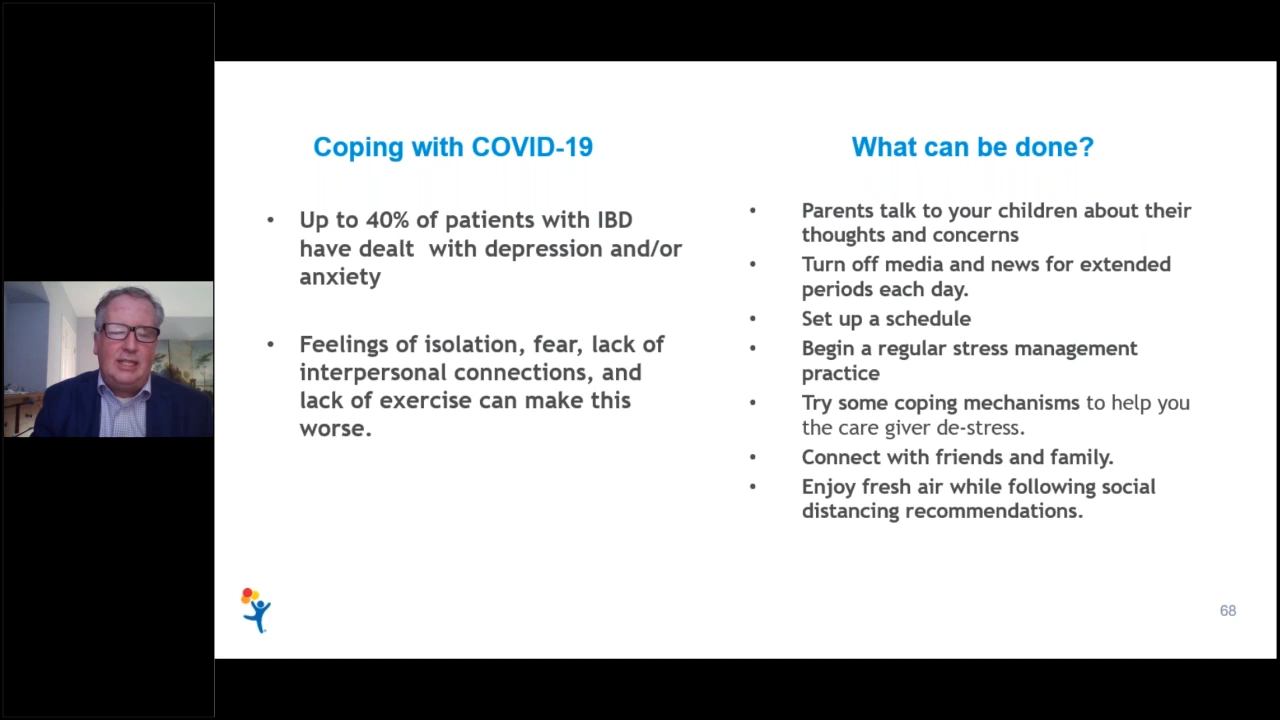 Coping with COVID-19
• Up to 40% of patients with IBD
have dealt  with depression and/or
anxiety
• Feelings of isolation, fear, lack of
interpersonal connections, and
lack of exercise can make this
worse.
What can be done?
• Parents talk to your children about their
thoughts and concerns
• Turn off media and news for extended
periods each day.
• Set up a schedule
• Begin a regular stress management
practice
• Try some coping mechanisms to help you
the care giver de-stress.
• Connect with friends and family.
• Enjoy fresh air while following social
distancing recommendations.
68